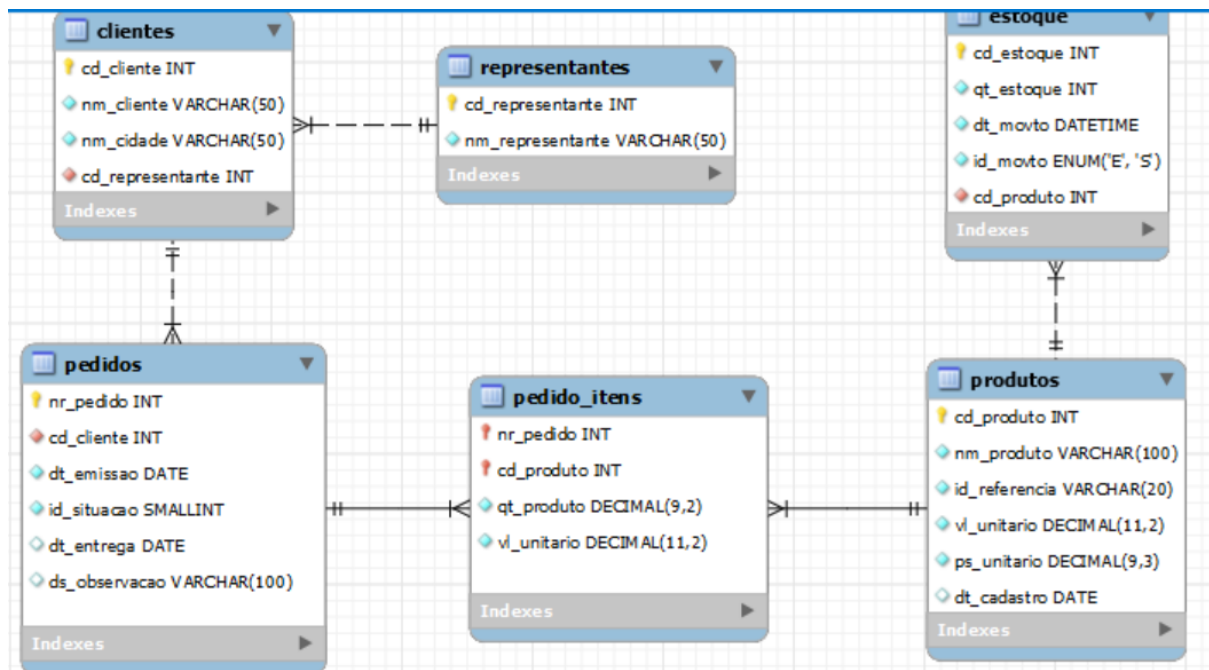 clientes
cd_cliente INT
nm_cliente VARCHAR(50)
nm_cidade VARCHAR(50)
cd_representante INT
Indexes
representantes
cd_representante INT
nm_representante VARCHAR(50)
Indexes
estoque
cd_estoque INT
qt_estoque INT
dt_movto DATETIME
id_movto ENUM('E', 'S')
cd_produto INT
Indexes
pedidos
nr_pedido INT
cd_cliente INT
dt_emissao DATE
id_situacao SMALLINT
dt_entrega DATE
ds_observacao VARCHAR(100)
Indexes
pedido_itens
nr_pedido INT
cd_produto INT
qt_produto DECIMAL(9,2)
vl_unitario DECIMAL(11,2)
Indexes
produtos
cd_produto INT
nm_produto VARCHAR(100)
id_referencia VARCHAR(20)
vl_unitario DECIMAL(11,2)
ps_unitario DECIMAL(9,3)
dt_cadastro DATE
Indexes